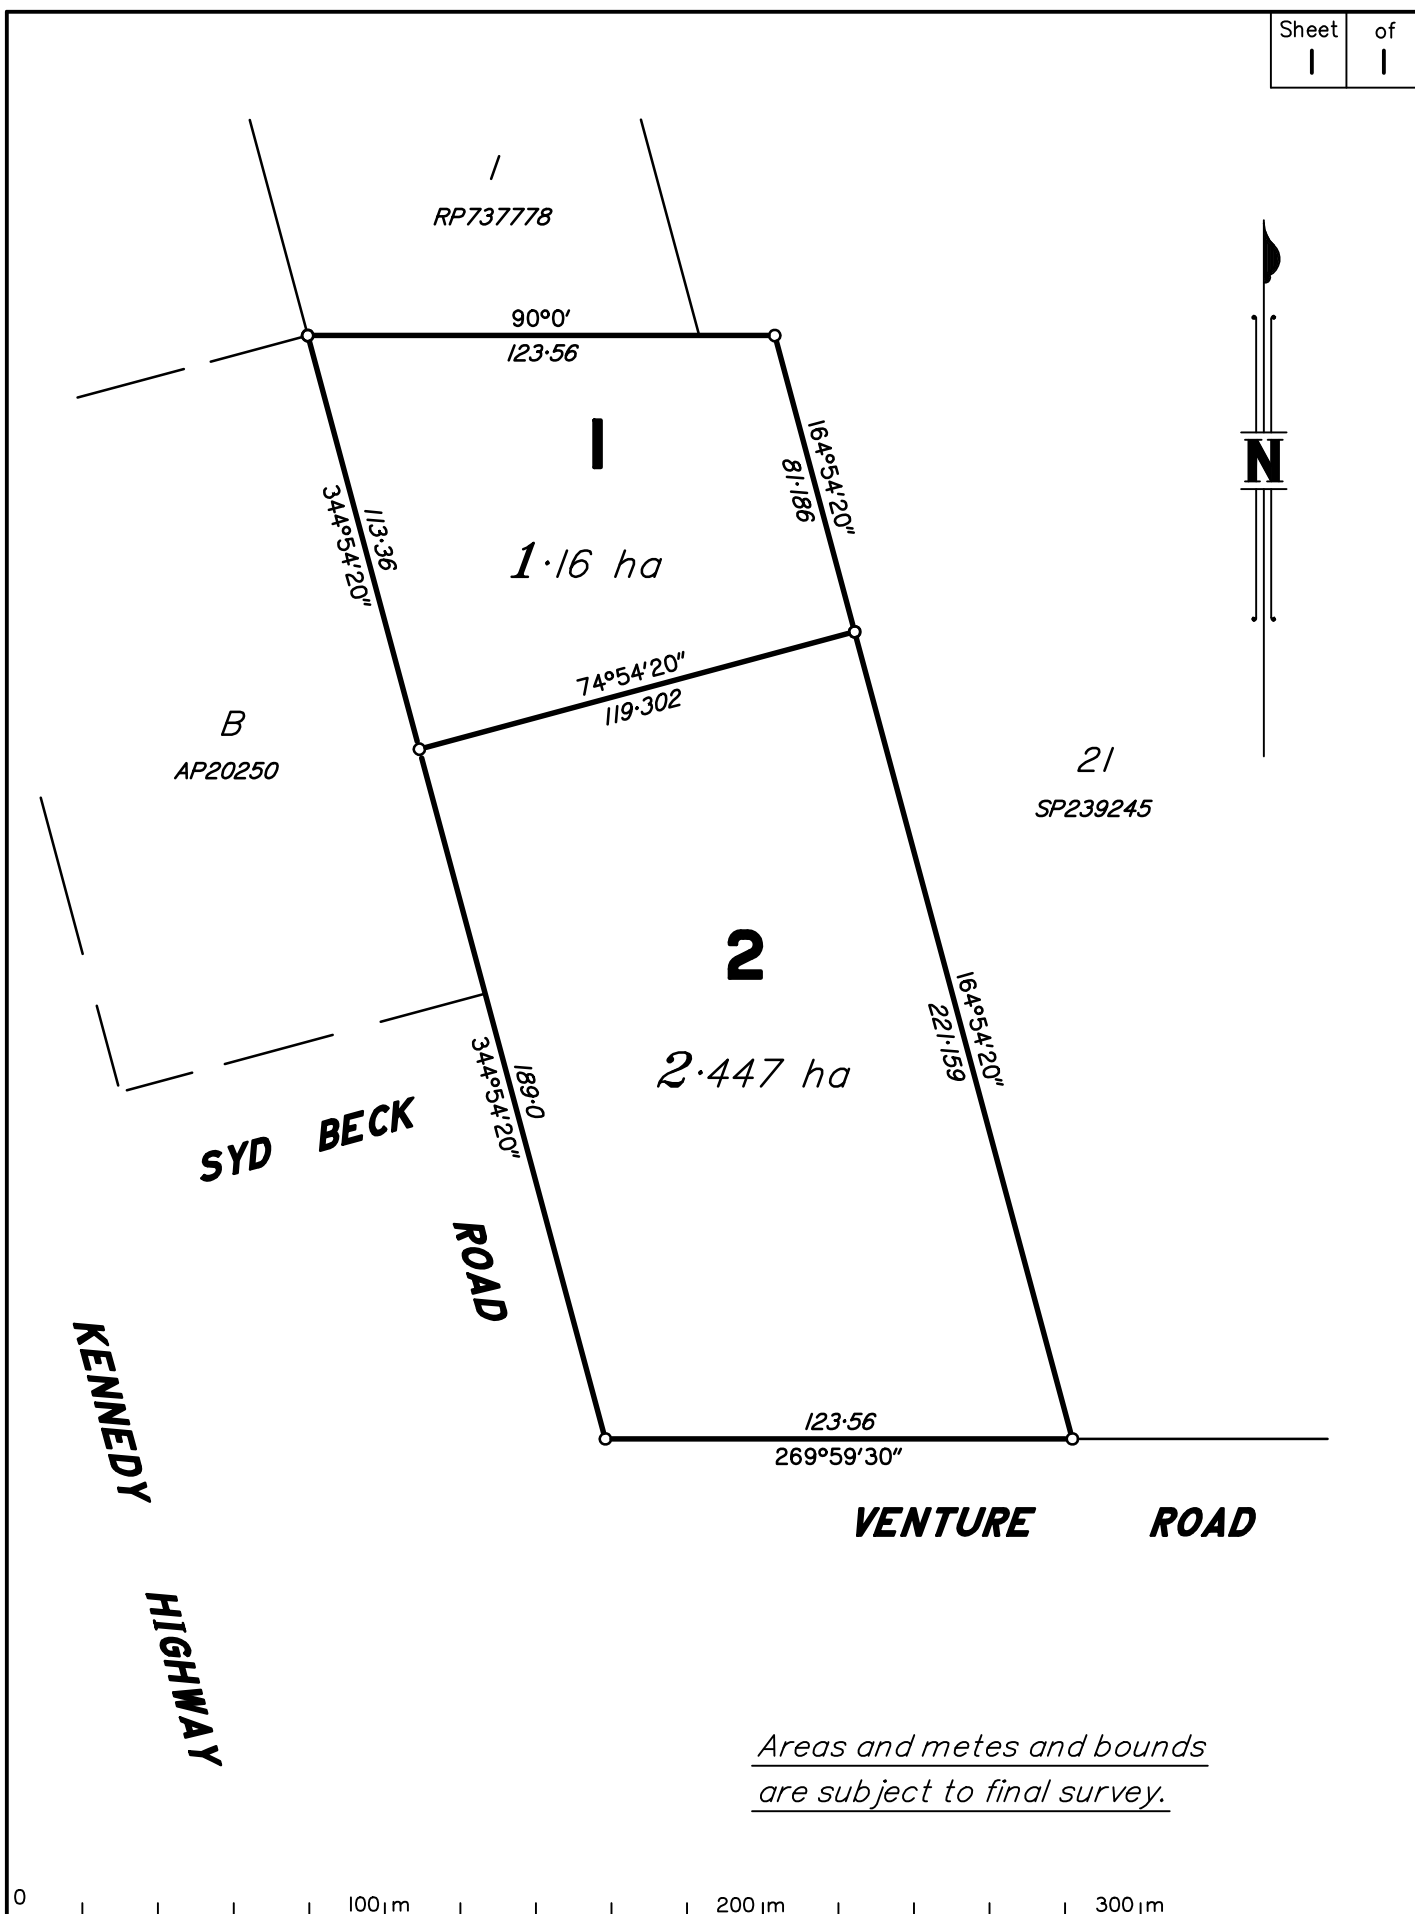 Sheet of
1 1
1
RP737778
90°0′
123·56
1
164°54′20″
81·186
113·36
344°54′20″
1·16 ha
N
74°54′20″
119·302
B
AP20250
21
SP239245
2
2·447 ha
164°54′20″
221·159
189·0
344°54′20″
SYD BECK
ROAD
KENNEDY
HIGHWAY
123·56
269°59′30″
VENTURE ROAD
Areas and metes and bounds
are subject to final survey.
0 100m 200m 300m